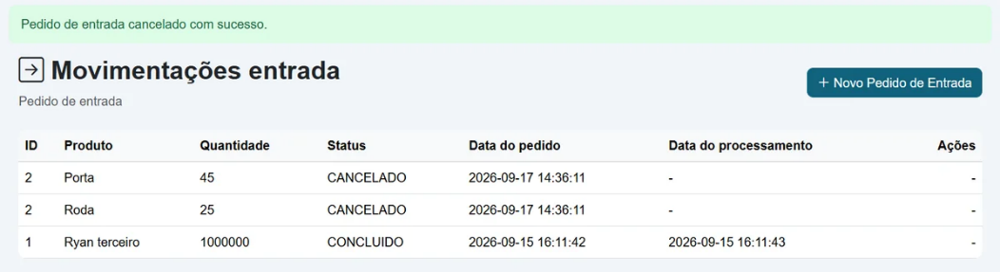 Pedido de entrada cancelado com sucesso.
Movimentações entrada
+ Novo Pedido de Entrada
Pedido de entrada
ID Produto Quantidade Status Data do pedido Data do processamento Ações
2 Porta 45 CANCELADO 2026-09-17 14:36:11 - -
2 Roda 25 CANCELADO 2026-09-17 14:36:11 - -
1 Ryan terceiro 1000000 CONCLUIDO 2026-09-15 16:11:42 2026-09-15 16:11:43 -